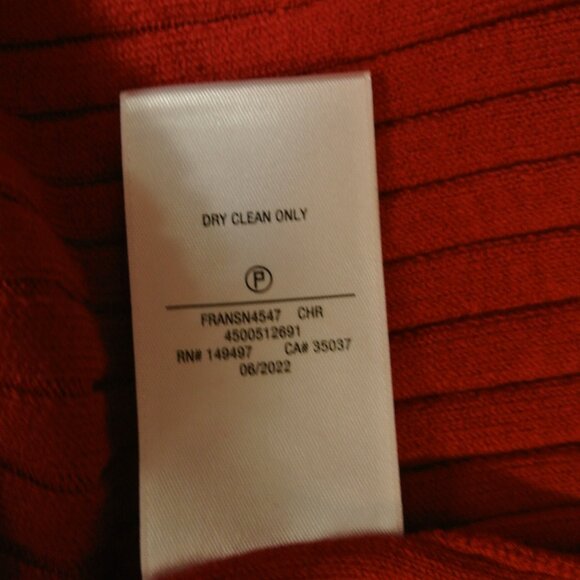 DRY CLEAN ONLY
P
FRANSN4547 CHR
4500512691
RN# 149497 CA# 35037
06/2022